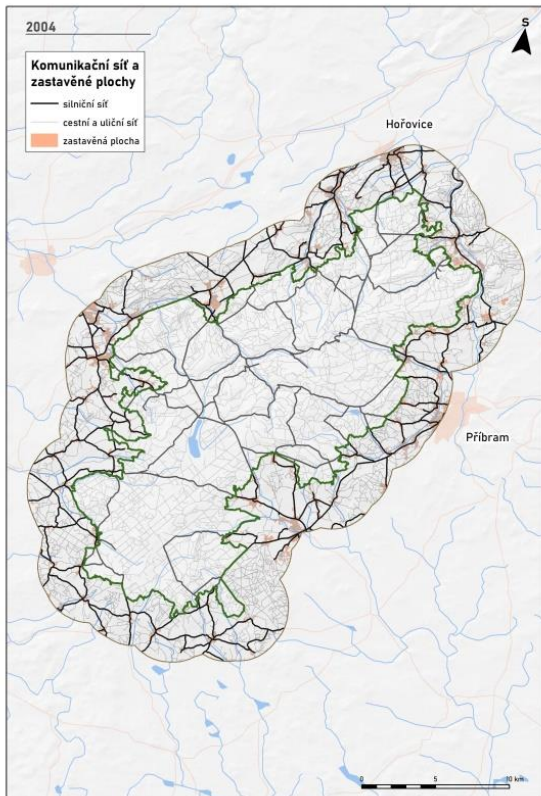 2004
S
Komunikační síť a
zastavěné plochy
silniční síť
cestní a uliční síť
zastavěná plocha
Hořovice
Příbram
0 5 10 km